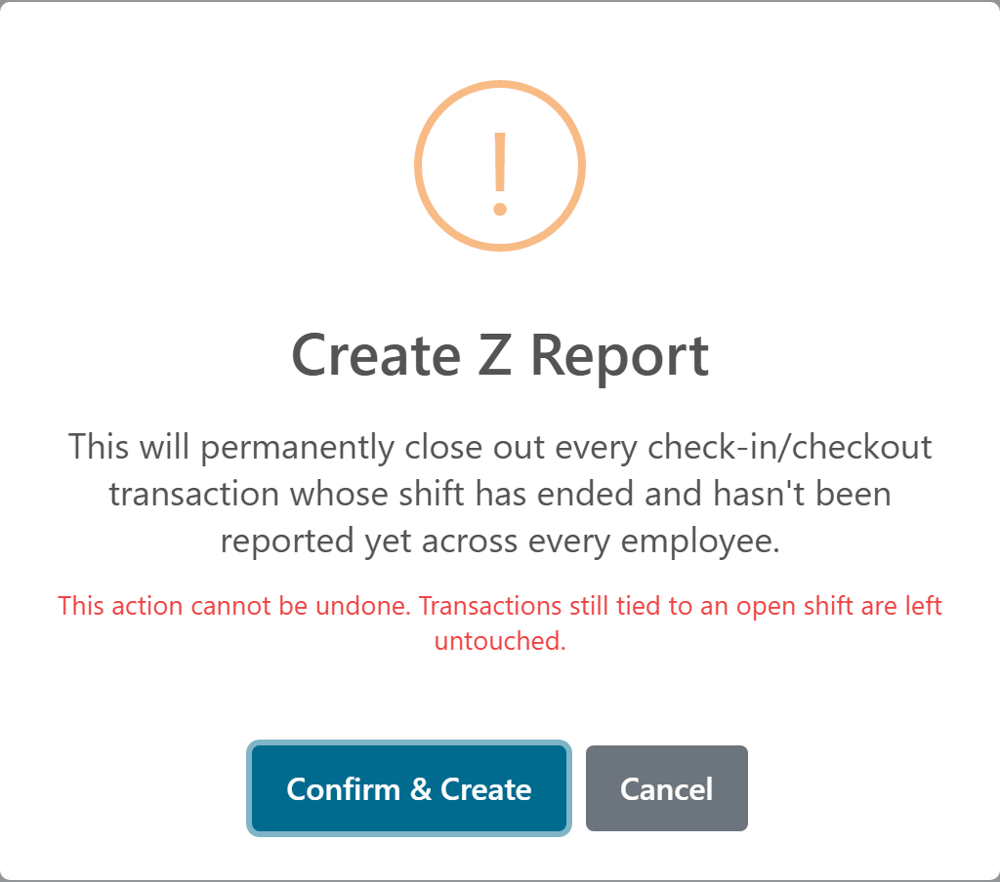 !
Create Z Report
This will permanently close out every check-in/checkout
transaction whose shift has ended and hasn't been
reported yet across every employee.
This action cannot be undone. Transactions still tied to an open shift are left
untouched.
Confirm & Create
Cancel